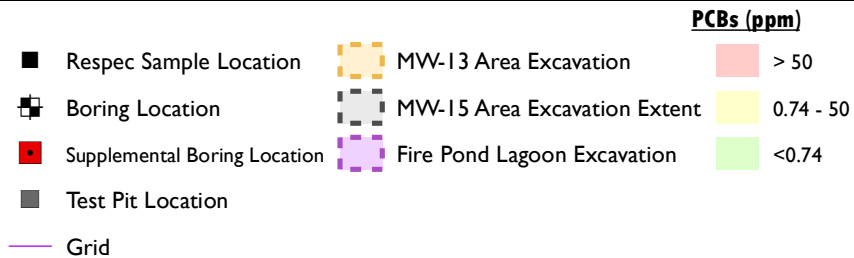 PCBs (ppm)
Respec Sample Location
MW-13 Area Excavation
> 50
Boring Location
MW-15 Area Excavation Extent
0.74 - 50
Supplemental Boring Location
Fire Pond Lagoon Excavation
<0.74
Test Pit Location
Grid